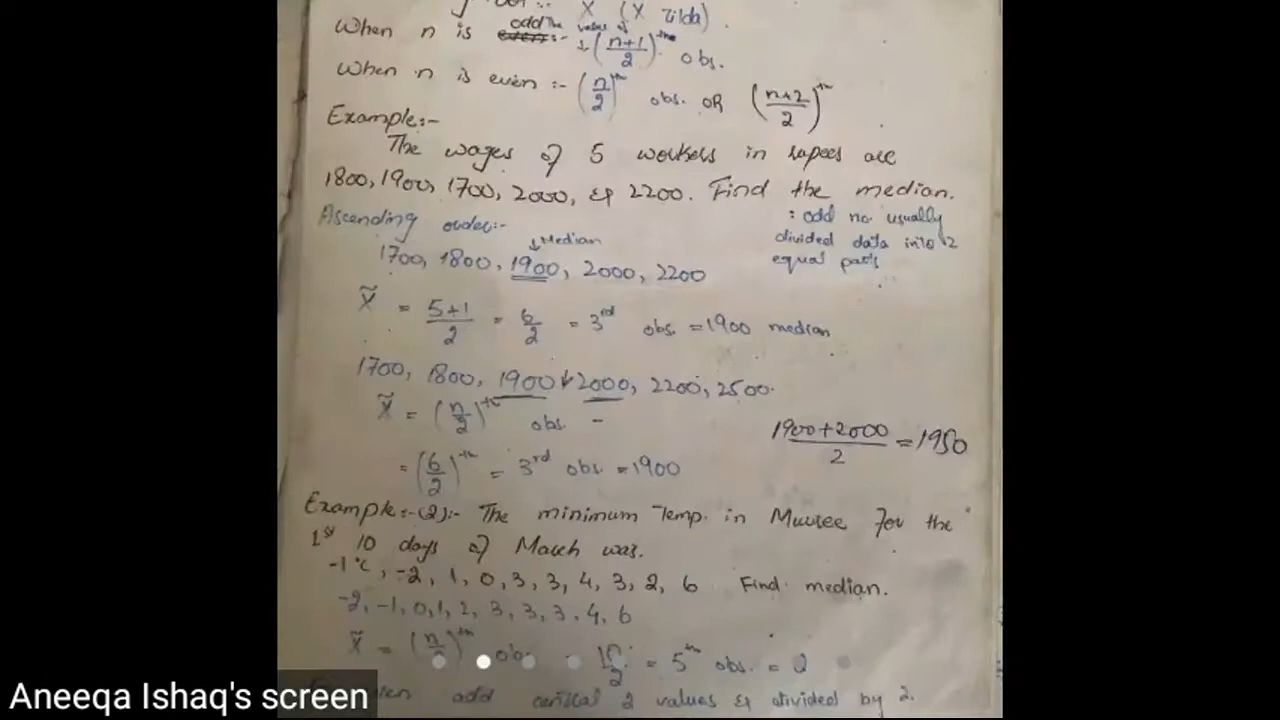 X̃ (X Tilda)
When n is odd The value of
(n+1/2)th obs.
When n is even :- (n/2)th obs. OR (n+2/2)th
Example:-
The wages of 5 workers in rupees are
1800, 1900, 1700, 2000, & 2200. Find the median.
Ascending order:-
: odd no. usually
divided data into 2
equal parts
↓Median
1700, 1800, 1900, 2000, 2200
X̃ = 5+1/2 = 6/2 = 3rd obs. = 1900 median
1700, 1800, 1900 ↓ 2000, 2200, 2500.
X̃ = (n/2)th obs. -
1900+2000/2 = 1950
= (6/2)th = 3rd obs = 1900
Example:-(2):- The minimum Temp. in Murree for the
1st 10 days of March was.
-1°C, -2, 1, 0, 3, 3, 4, 3, 2, 6 Find median.
-2, -1, 0, 1, 2, 3, 3, 3, 4, 6
X̃ = (n/2)th obs = 5th obs. = 2
add central 2 values & divided by 2.
Aneeqa Ishaq's screen